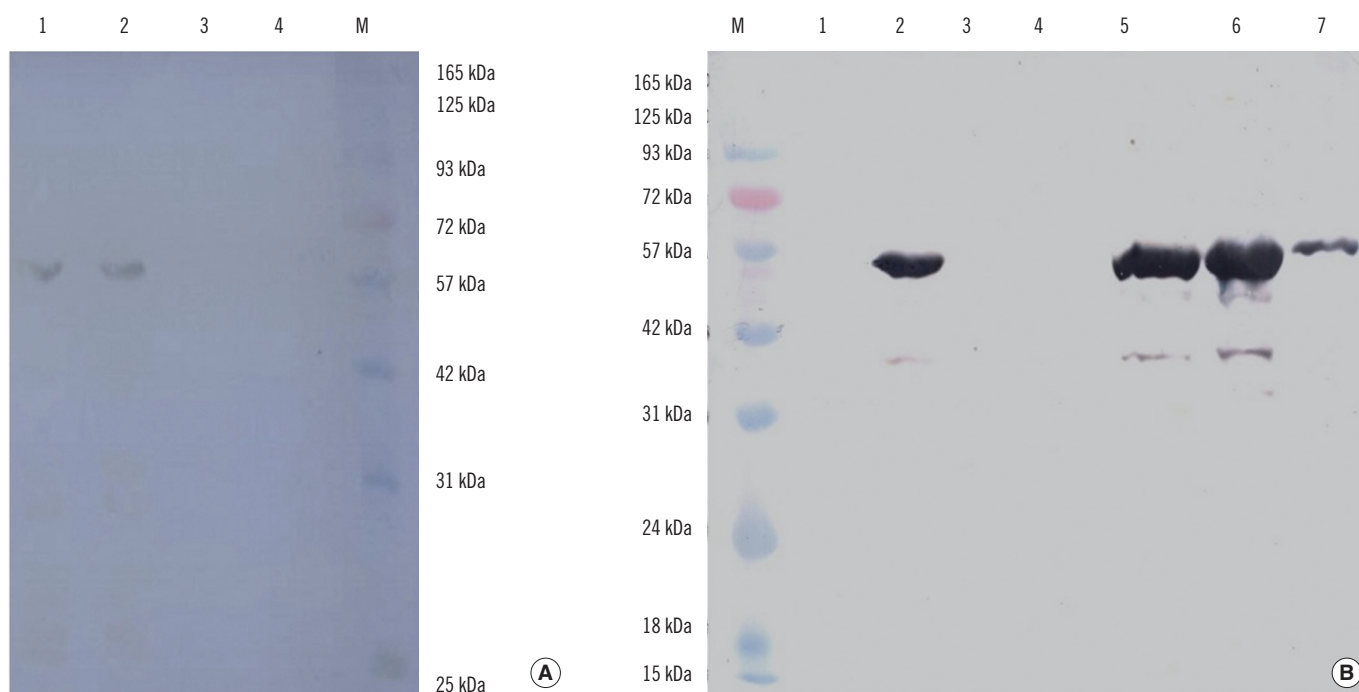 1 2 3 4 M
165 kDa
125 kDa
93 kDa
72 kDa
57 kDa
42 kDa
31 kDa
25 kDa
A
M 1 2 3 4 5 6 7
165 kDa
125 kDa
93 kDa
72 kDa
57 kDa
42 kDa
31 kDa
24 kDa
18 kDa
15 kDa
B